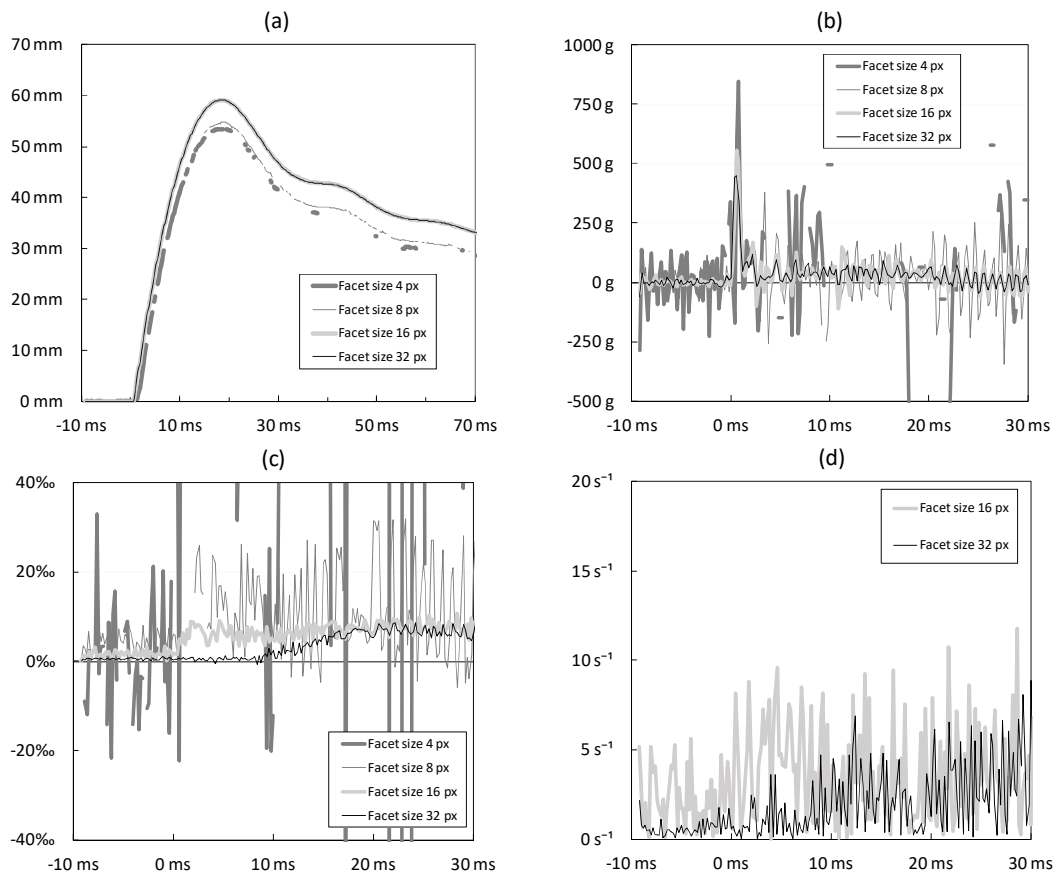 (a)
70 mm
60 mm
50 mm
40 mm
30 mm
20 mm
10 mm
0 mm
Facet size 4 px
Facet size 8 px
Facet size 16 px
Facet size 32 px
-10 ms 10 ms 30 ms 50 ms 70 ms
(b)
1000 g
750 g
500 g
250 g
0 g
-250 g
-500 g
Facet size 4 px
Facet size 8 px
Facet size 16 px
Facet size 32 px
-10 ms 0 ms 10 ms 20 ms 30 ms
(c)
40‰
20‰
0‰
-20‰
-40‰
Facet size 4 px
Facet size 8 px
Facet size 16 px
Facet size 32 px
-10 ms 0 ms 10 ms 20 ms 30 ms
(d)
20 s⁻¹
15 s⁻¹
10 s⁻¹
5 s⁻¹
0 s⁻¹
Facet size 16 px
Facet size 32 px
-10 ms 0 ms 10 ms 20 ms 30 ms